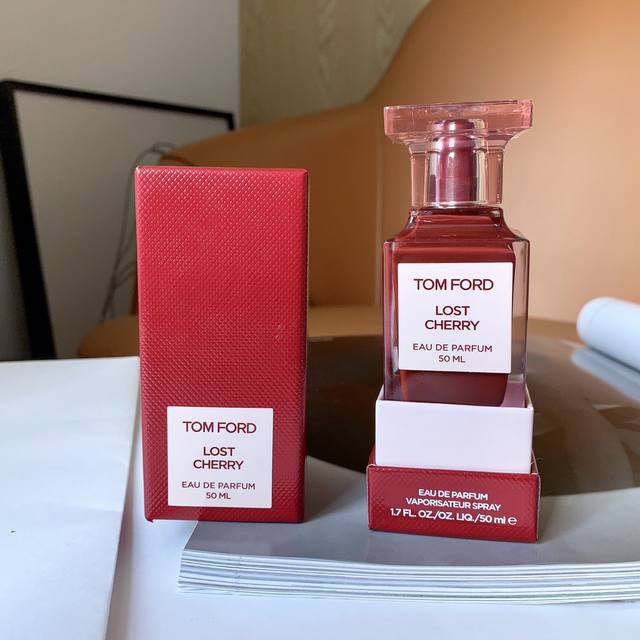 TOM FORD
LOST
CHERRY
EAU DE PARFUM
50 ML
TOM FORD
LOST
CHERRY
EAU DE PARFUM
50 ML
EAU DE PARFUM
VAPORISATEUR SPRAY
1.7 FL. OZ./OZ. LIQ./50 ml e